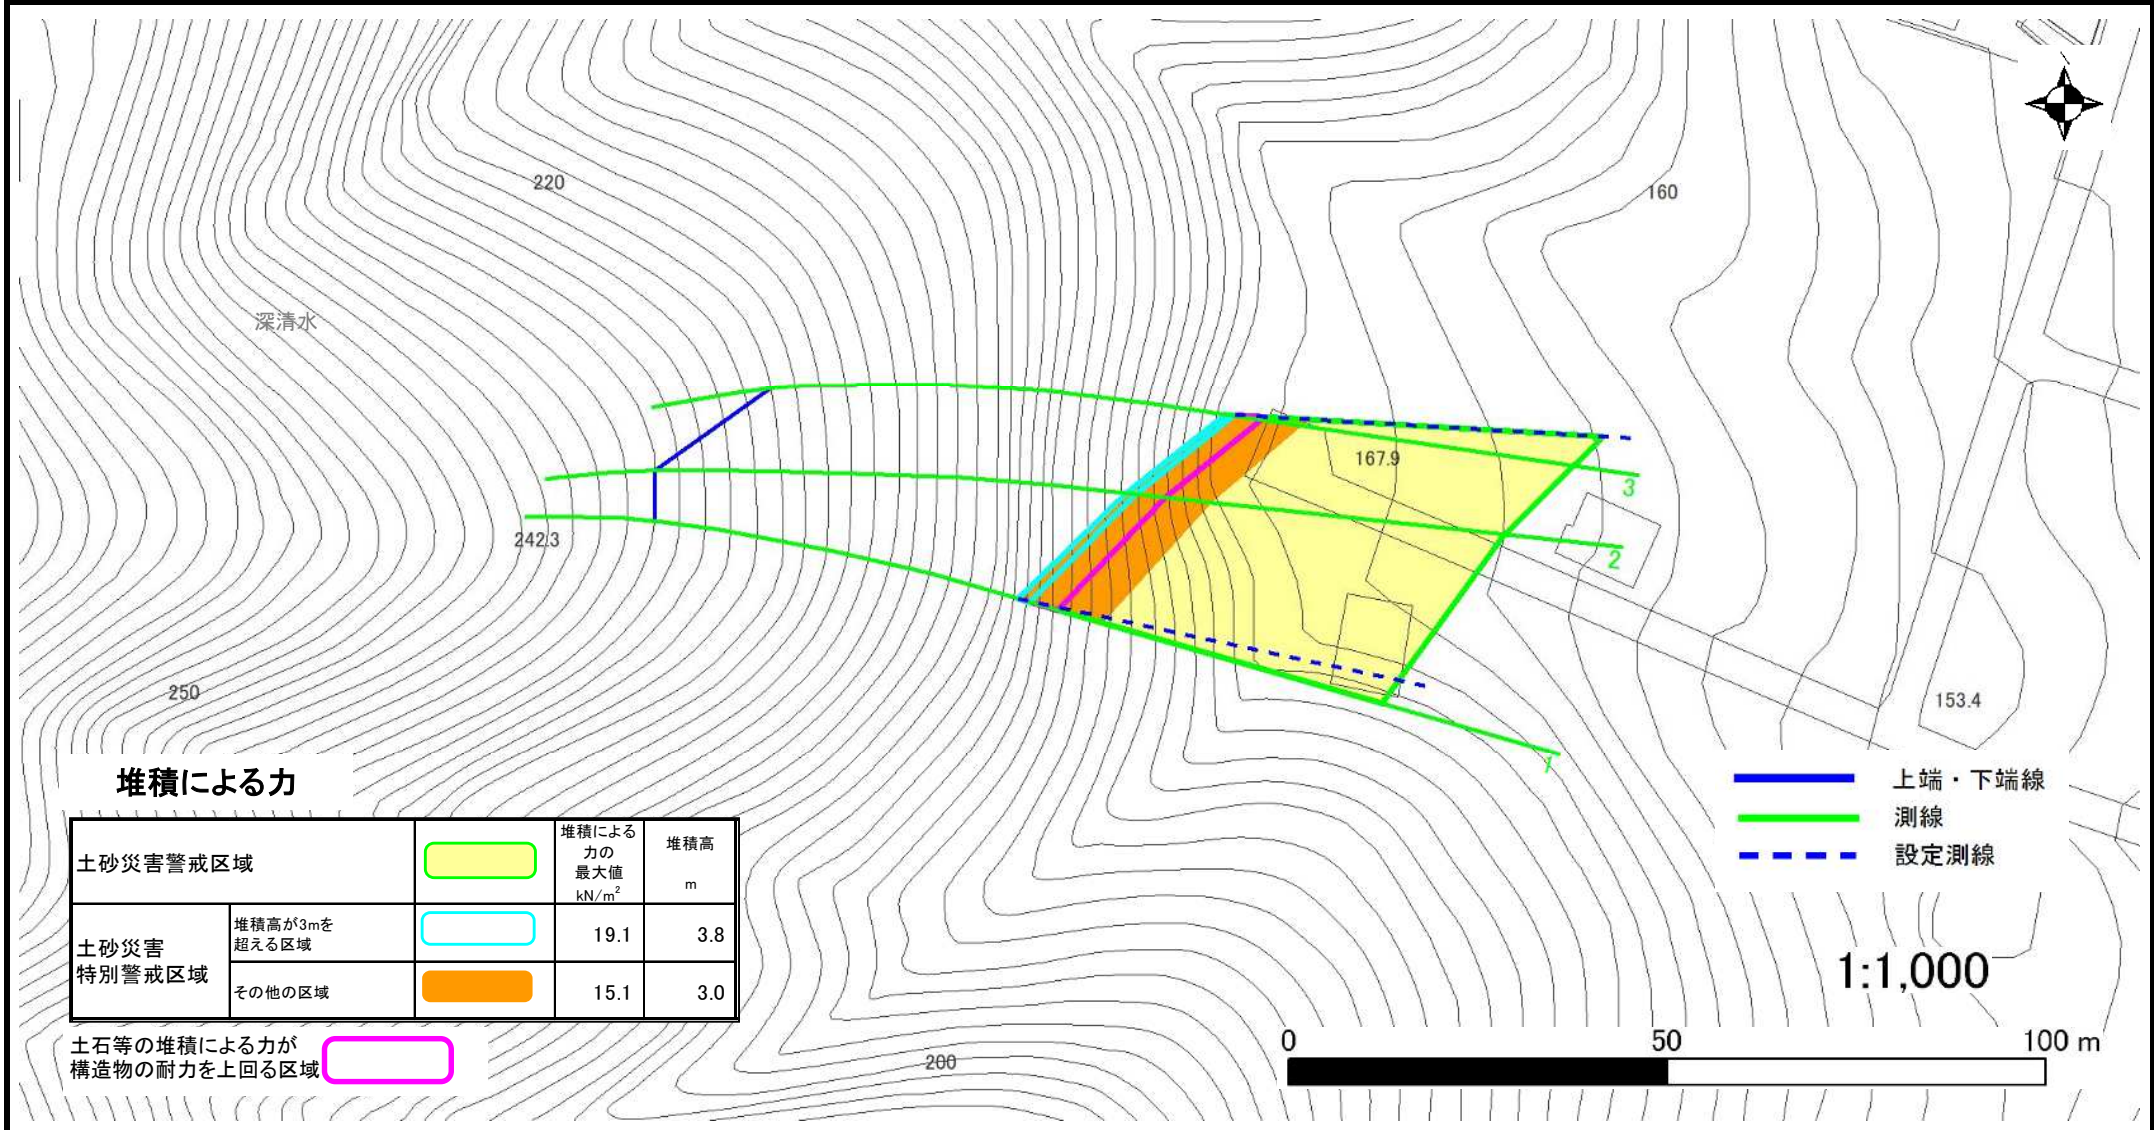 220
160
深清水
167.9
3
242.3
2
250
153.4
1
堆積による力
土砂災害警戒区域
堆積による
力の
最大値
kN/m²
堆積高
m
土砂災害
特別警戒区域
堆積高が3mを
超える区域
19.1
3.8
その他の区域
15.1
3.0
土石等の堆積による力が
構造物の耐力を上回る区域
上端・下端線
測線
設定測線
1:1,000
200
0 50 100 m